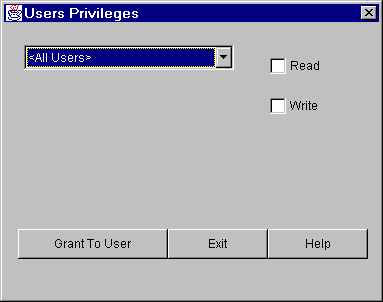 Users Privileges
<All Users>
Read
Write
Grant To User
Exit
Help